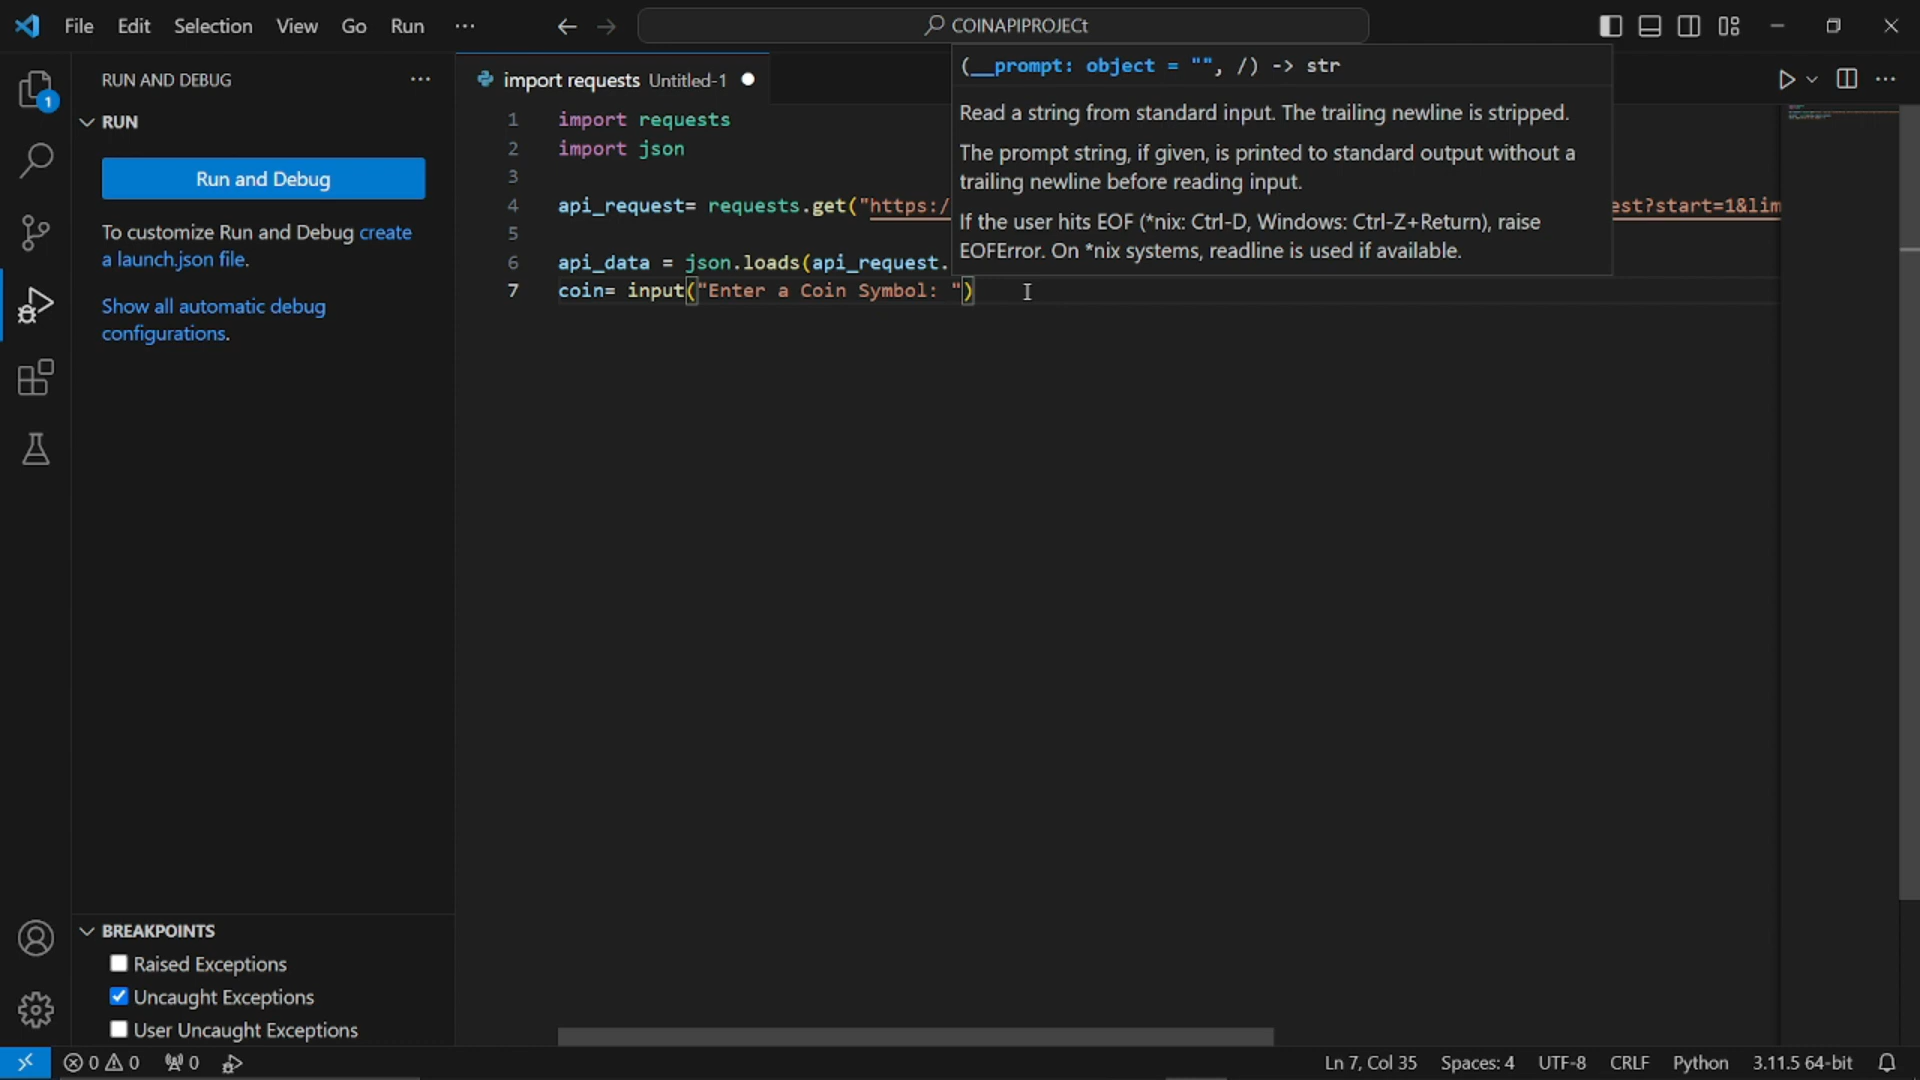 File Edit Selection View Go Run ···
COINAPIPROJECt
RUN AND DEBUG ···
import requests Untitled-1
(__prompt: object = "", /) -> str
RUN
Run and Debug
To customize Run and Debug create
a launch.json file.
Show all automatic debug
configurations.
Read a string from standard input. The trailing newline is stripped.
The prompt string, if given, is printed to standard output without a
trailing newline before reading input.
If the user hits EOF (*nix: Ctrl-D, Windows: Ctrl-Z+Return), raise
EOFError. On *nix systems, readline is used if available.
1 import requests
2 import json
3
4 api_request= requests.get("https:/ est?start=1&lim
5
6 api_data = json.loads(api_request.
7 coin= input("Enter a Coin Symbol: ")
1
BREAKPOINTS
Raised Exceptions
Uncaught Exceptions
User Uncaught Exceptions
0 0 0 Ln 7, Col 35 Spaces: 4 UTF-8 CRLF Python 3.11.5 64-bit